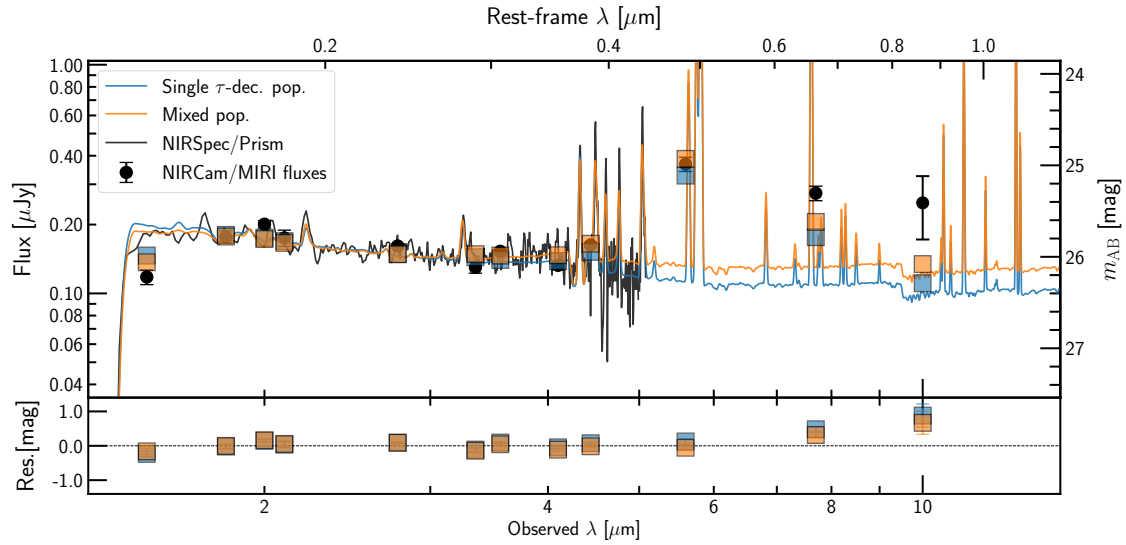 Rest-frame λ [μm]
0.2 0.4 0.6 0.8 1.0
1.00
0.80
0.60
0.40
0.20
0.10
0.08
0.06
0.04
Flux [μJy]
Single τ-dec. pop.
Mixed pop.
NIRSpec/Prism
NIRCam/MIRI fluxes
24
25
26
27
m_AB [mag]
1.0
0.0
-1.0
Res.[mag]
2 4 6 8 10
Observed λ [μm]